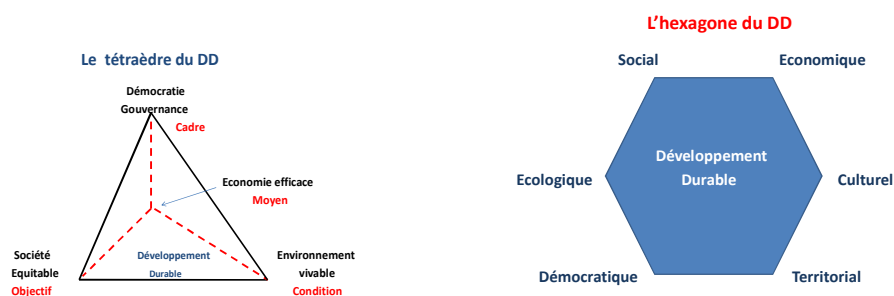 Le tétraèdre du DD
Démocratie
Gouvernance
Cadre
Economie efficace
Moyen
Société
Equitable
Objectif
Développement
Durable
Environnement
vivable
Condition
L'hexagone du DD
Social
Economique
Ecologique
Développement
Durable
Culturel
Démocratique
Territorial